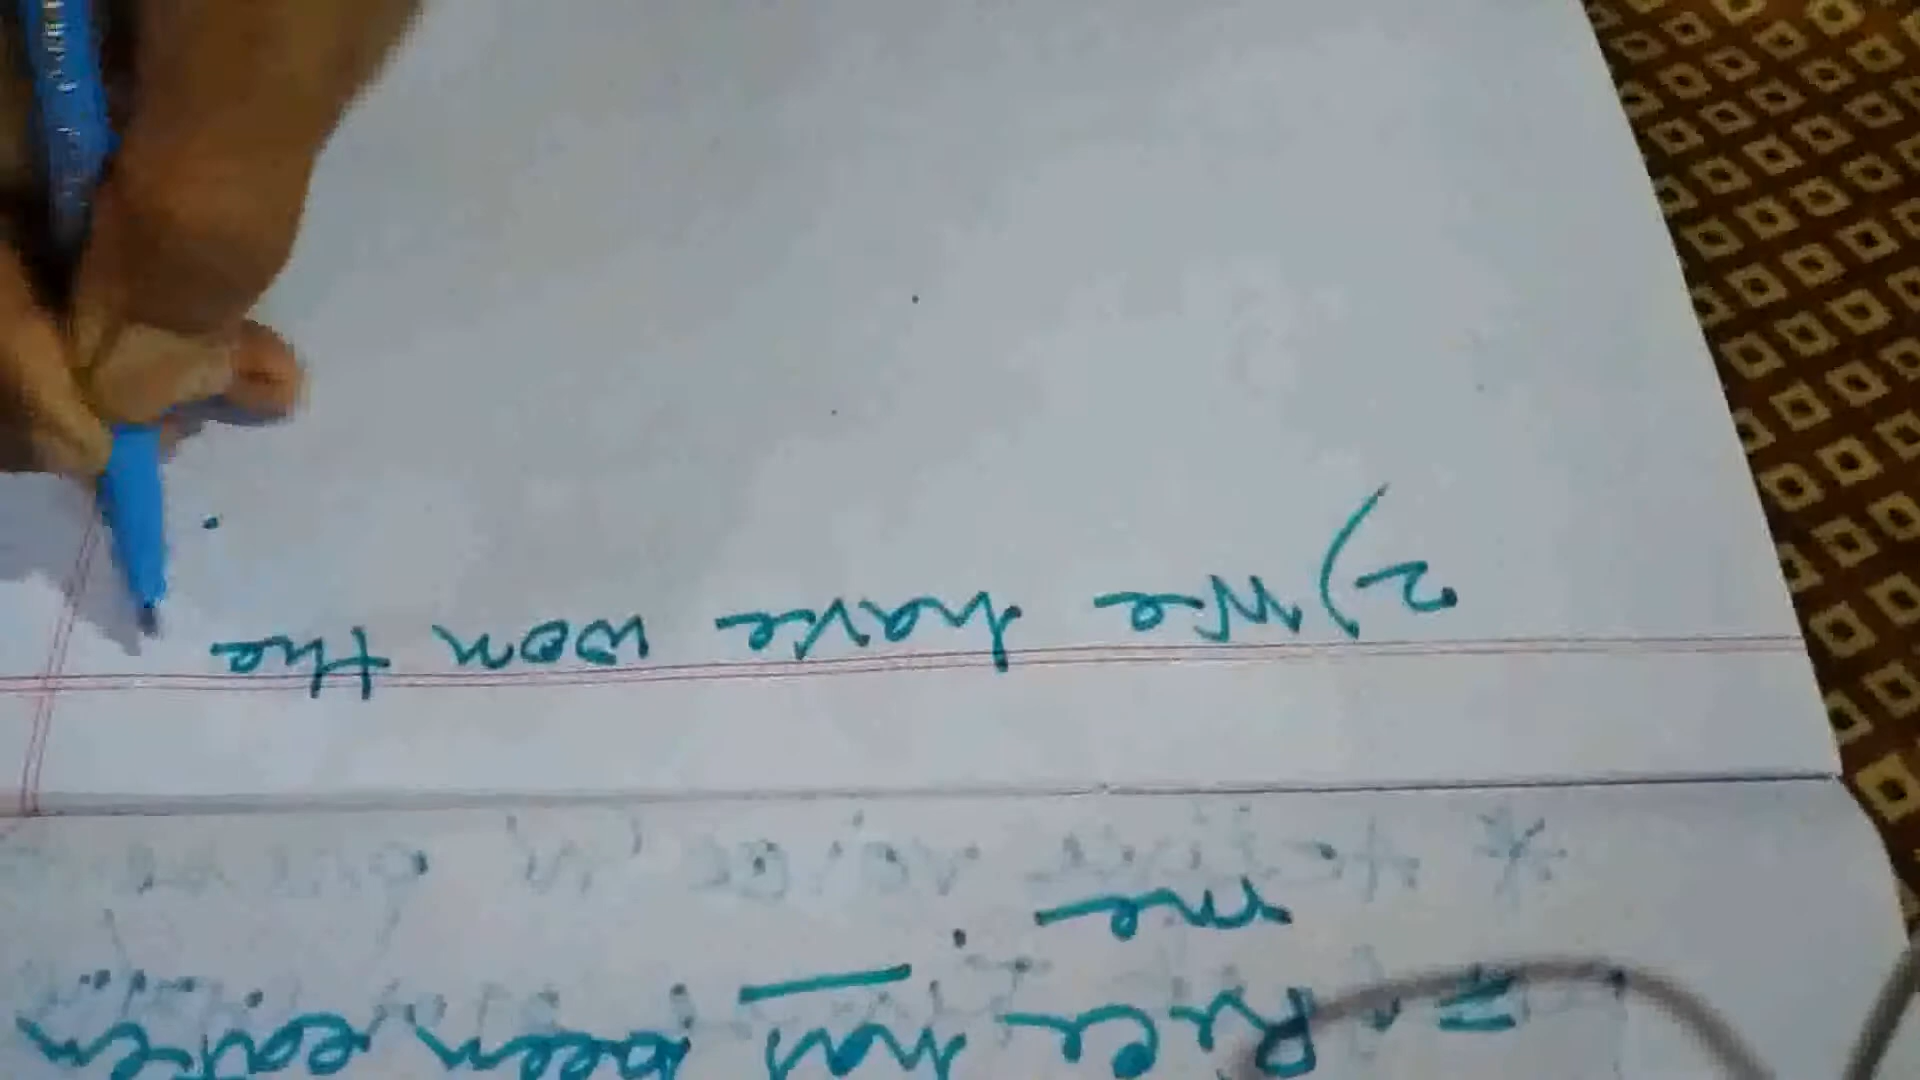 = Rice has been eaten
me
2) We have won the